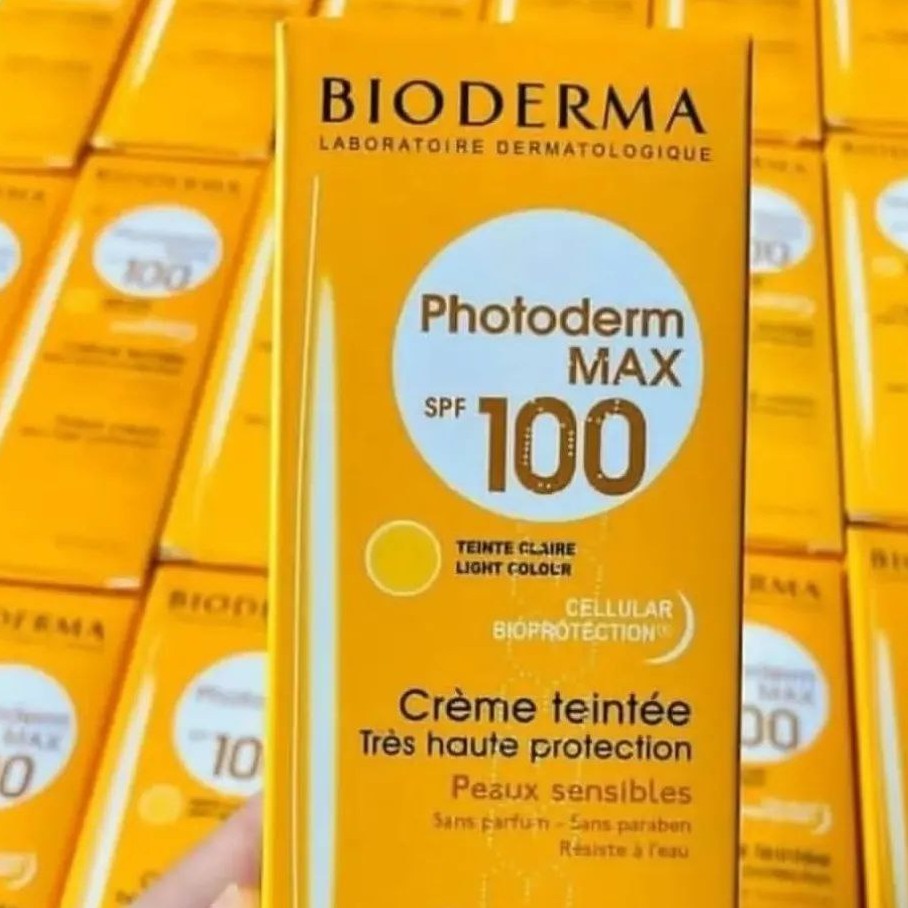 BIODERMA
LABORATOIRE DERMATOLOGIQUE
Photoderm
MAX
SPF 100
TEINTE CLAIRE
LIGHT COLOUR
CELLULAR
BIOPROTECTION
Crème teintée
Très haute protection
Peaux sensibles
Sans parfum - Sans paraben
Résiste à l'eau